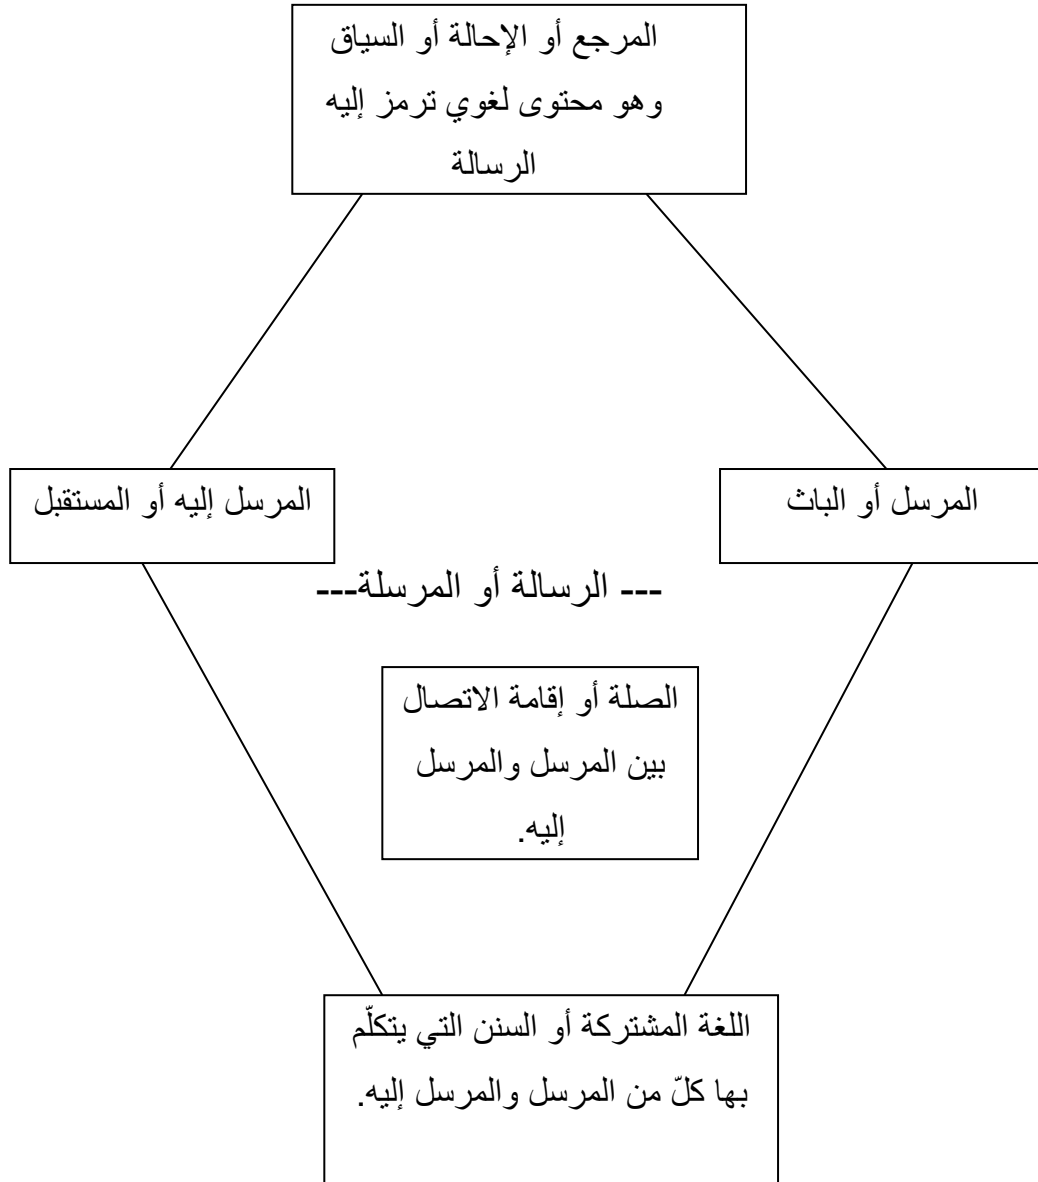 المرجع أو الإحالة أو السياق
وهو محتوى لغوي ترمز إليه
الرسالة
المرسل أو الباث
المرسل إليه أو المستقبل
--- الرسالة أو المرسلة---
الصلة أو إقامة الاتصال
بين المرسل والمرسل
إليه.
اللغة المشتركة أو السنن التي يتكلّم
بها كلّ من المرسل والمرسل إليه.